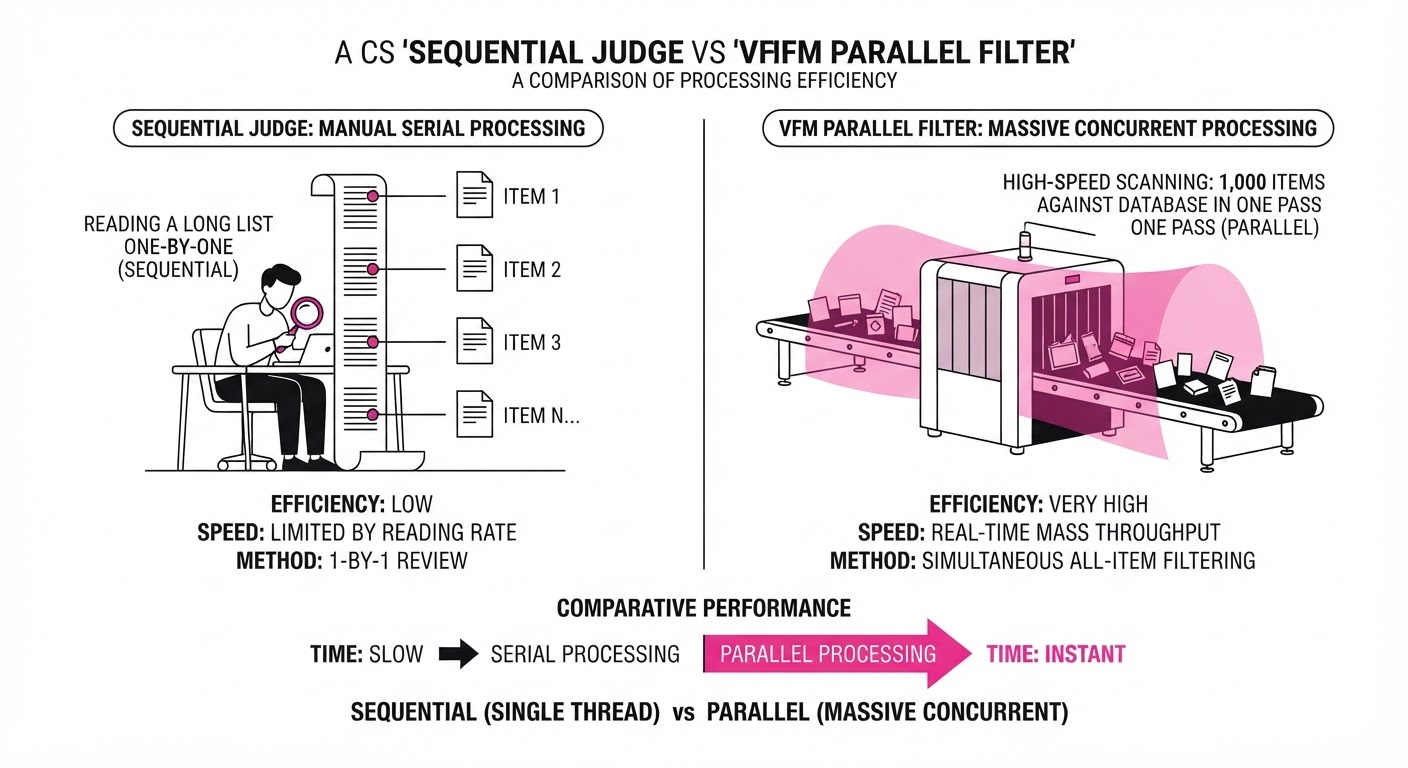 A CS 'SEQUENTIAL JUDGE VS 'VFIFM PARALLEL FILTER'
A COMPARISON OF PROCESSING EFFICIENCY
SEQUENTIAL JUDGE: MANUAL SERIAL PROCESSING
READING A LONG LIST
ONE-BY-ONE
(SEQUENTIAL)
ITEM 1
ITEM 2
ITEM 3
ITEM N...
EFFICIENCY: LOW
SPEED: LIMITED BY READING RATE
METHOD: 1-BY-1 REVIEW
VFM PARALLEL FILTER: MASSIVE CONCURRENT PROCESSING
HIGH-SPEED SCANNING: 1,000 ITEMS
AGAINST DATABASE IN ONE PASS
ONE PASS (PARALLEL)
EFFICIENCY: VERY HIGH
SPEED: REAL-TIME MASS THROUGHPUT
METHOD: SIMULTANEOUS ALL-ITEM FILTERING
COMPARATIVE PERFORMANCE
TIME: SLOW SERIAL PROCESSING PARALLEL PROCESSING TIME: INSTANT
SEQUENTIAL (SINGLE THREAD) vs PARALLEL (MASSIVE CONCURRENT)